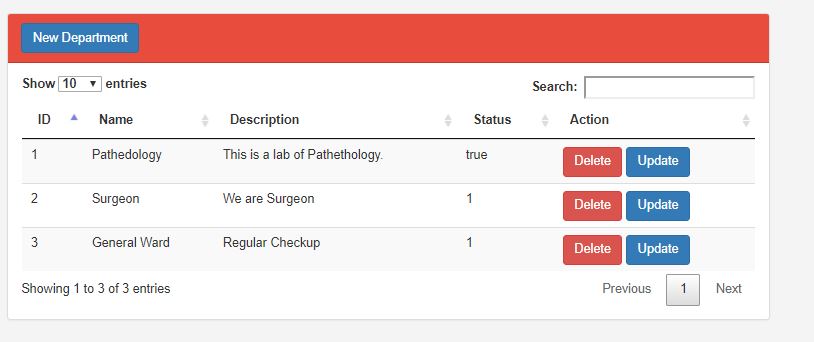 New Department
Show 10 entries
Search:
ID Name Description Status Action
1 Pathedology This is a lab of Pathethology. true Delete Update
2 Surgeon We are Surgeon 1 Delete Update
3 General Ward Regular Checkup 1 Delete Update
Showing 1 to 3 of 3 entries Previous 1 Next